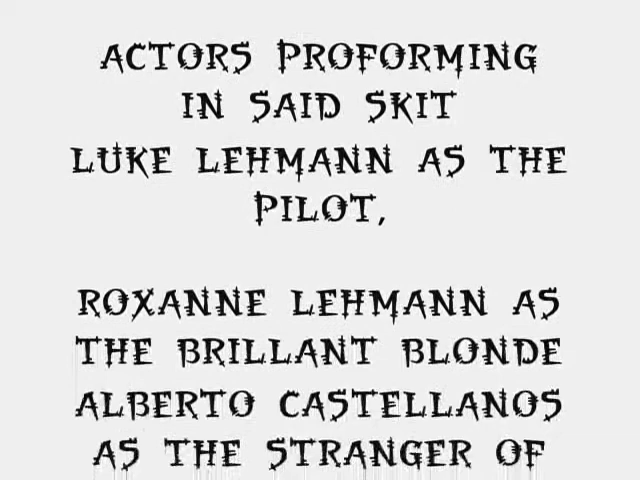 ACTORS PROFORMING
IN SAID SKIT
LUKE LEHMANN AS THE
PILOT,
ROXANNE LEHMANN AS
THE BRILLANT BLONDE
ALBERTO CASTELLANOS
AS THE STRANGER OF